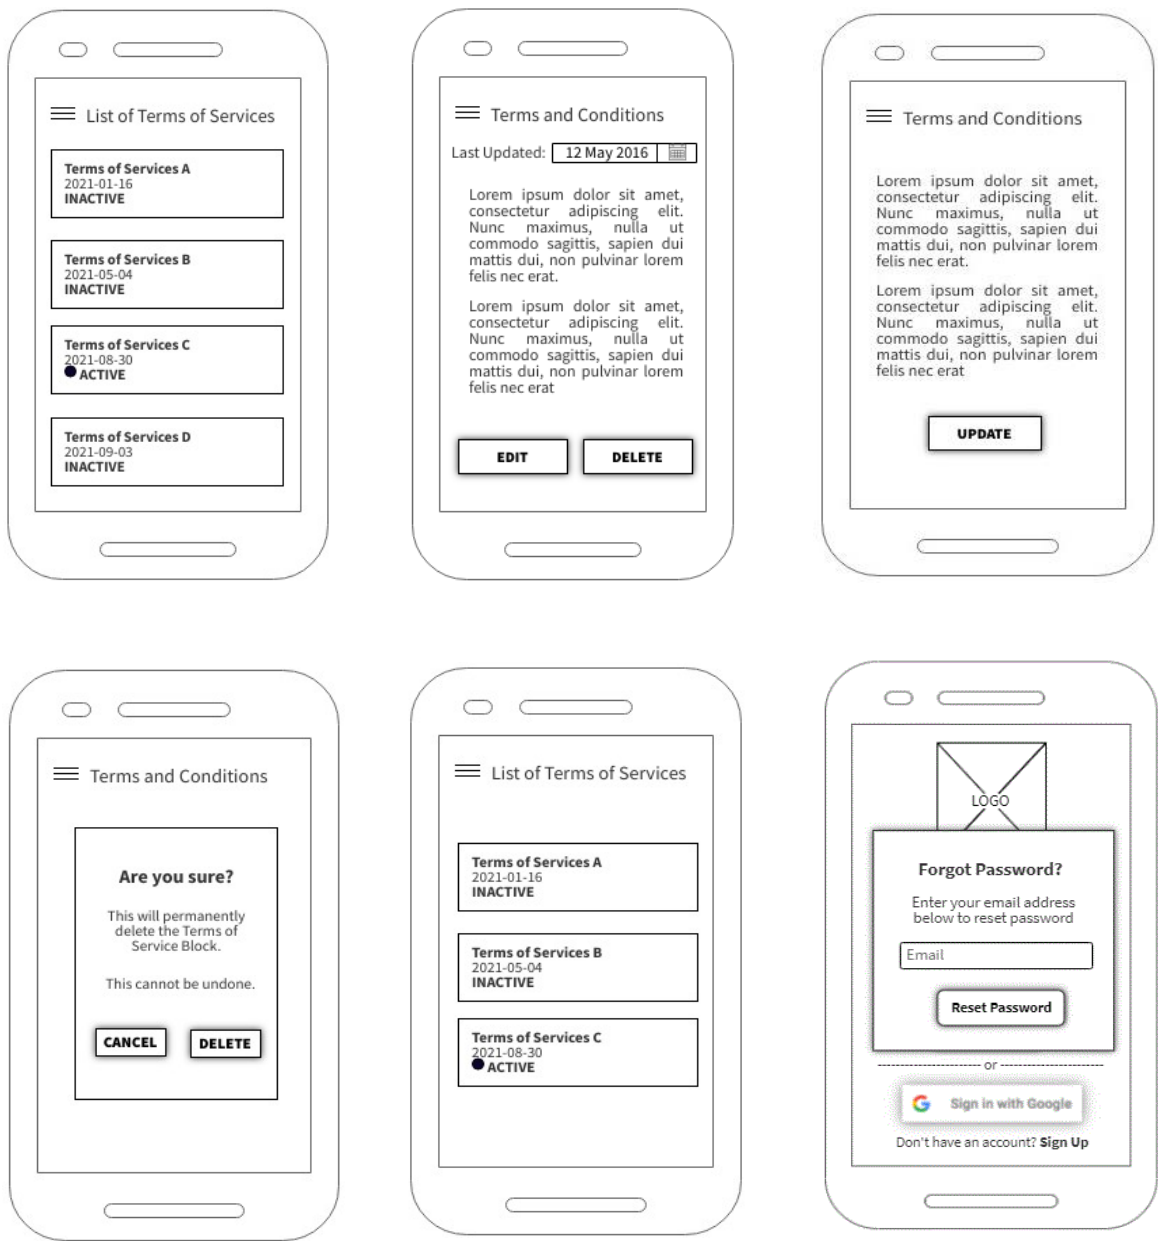 List of Terms of Services
Terms of Services A
2021-01-16
INACTIVE
Terms of Services B
2021-05-04
INACTIVE
Terms of Services C
2021-08-30
ACTIVE
Terms of Services D
2021-09-03
INACTIVE
Terms and Conditions
Last Updated: 12 May 2016
Lorem ipsum dolor sit amet,
consectetur adipiscing elit.
Nunc maximus, nulla ut
commodo sagittis, sapien dui
mattis dui, non pulvinar lorem
felis nec erat.
Lorem ipsum dolor sit amet,
consectetur adipiscing elit.
Nunc maximus, nulla ut
commodo sagittis, sapien dui
mattis dui, non pulvinar lorem
felis nec erat
EDIT DELETE
Terms and Conditions
Lorem ipsum dolor sit amet,
consectetur adipiscing elit.
Nunc maximus, nulla ut
commodo sagittis, sapien dui
mattis dui, non pulvinar lorem
felis nec erat.
Lorem ipsum dolor sit amet,
consectetur adipiscing elit.
Nunc maximus, nulla ut
commodo sagittis, sapien dui
mattis dui, non pulvinar lorem
felis nec erat
UPDATE
Terms and Conditions
Are you sure?
This will permanently
delete the Terms of
Service Block.
This cannot be undone.
CANCEL DELETE
List of Terms of Services
Terms of Services A
2021-01-16
INACTIVE
Terms of Services B
2021-05-04
INACTIVE
Terms of Services C
2021-08-30
ACTIVE
LOGO
Forgot Password?
Enter your email address
below to reset password
Email
Reset Password
or
Sign in with Google
Don't have an account? Sign Up